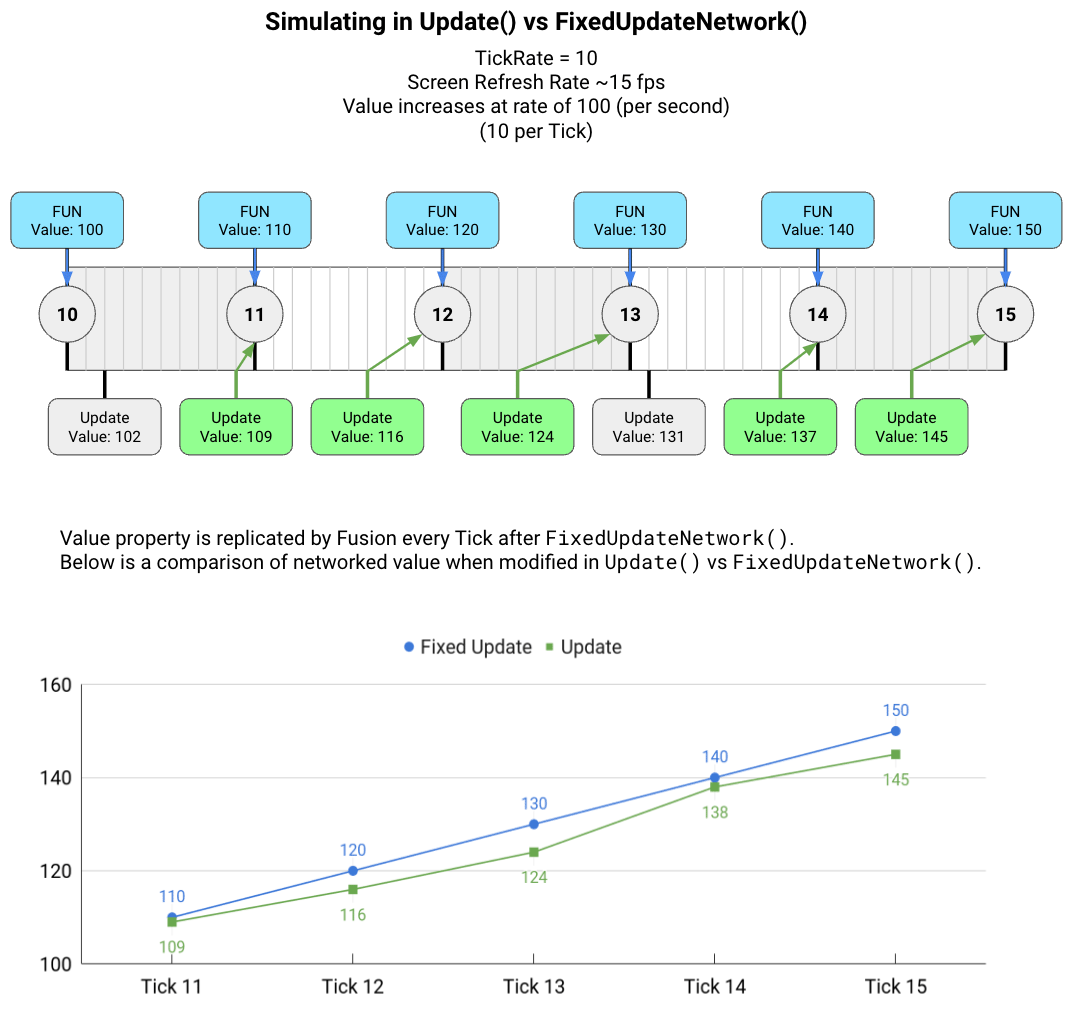 Simulating in Update() vs FixedUpdateNetwork()
TickRate = 10
Screen Refresh Rate ~15 fps
Value increases at rate of 100 (per second)
(10 per Tick)
FUN
Value: 100
FUN
Value: 110
FUN
Value: 120
FUN
Value: 130
FUN
Value: 140
FUN
Value: 150
10
11
12
13
14
15
Update
Value: 102
Update
Value: 109
Update
Value: 116
Update
Value: 124
Update
Value: 131
Update
Value: 137
Update
Value: 145
Value property is replicated by Fusion every Tick after FixedUpdateNetwork().
Below is a comparison of networked value when modified in Update() vs FixedUpdateNetwork().
Fixed Update
Update
160
140
120
100
110
120
130
140
150
109
116
124
138
145
Tick 11
Tick 12
Tick 13
Tick 14
Tick 15